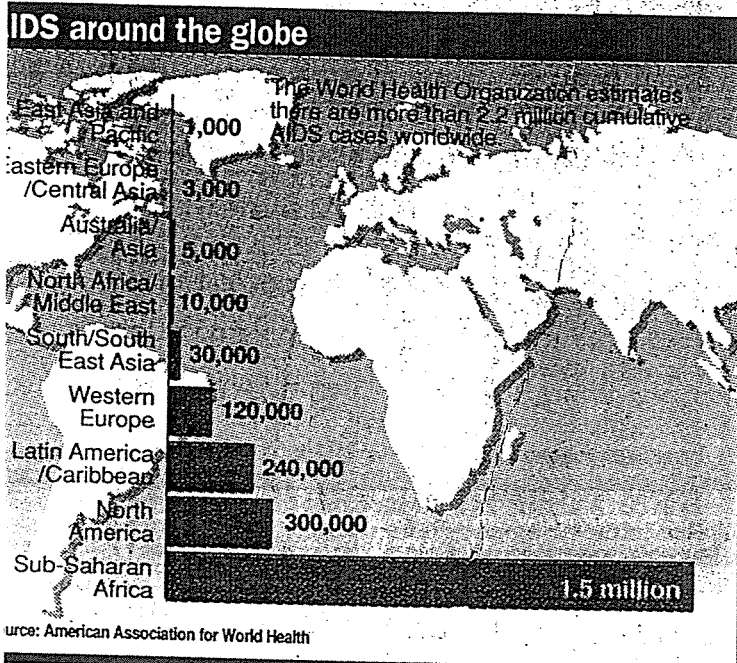 IDS around the globe
The World Health Organization estimates
there are more than 2.2 million cumulative
AIDS cases worldwide
East Asia and
Pacific
1,000
Eastern Europe
/Central Asia
3,000
Australia/
Asia
5,000
North Africa/
Middle East
10,000
South/South
East Asia
30,000
Western
Europe
120,000
Latin America
/Caribbean
240,000
North
America
300,000
Sub-Saharan
Africa
1.5 million
urce: American Association for World Health